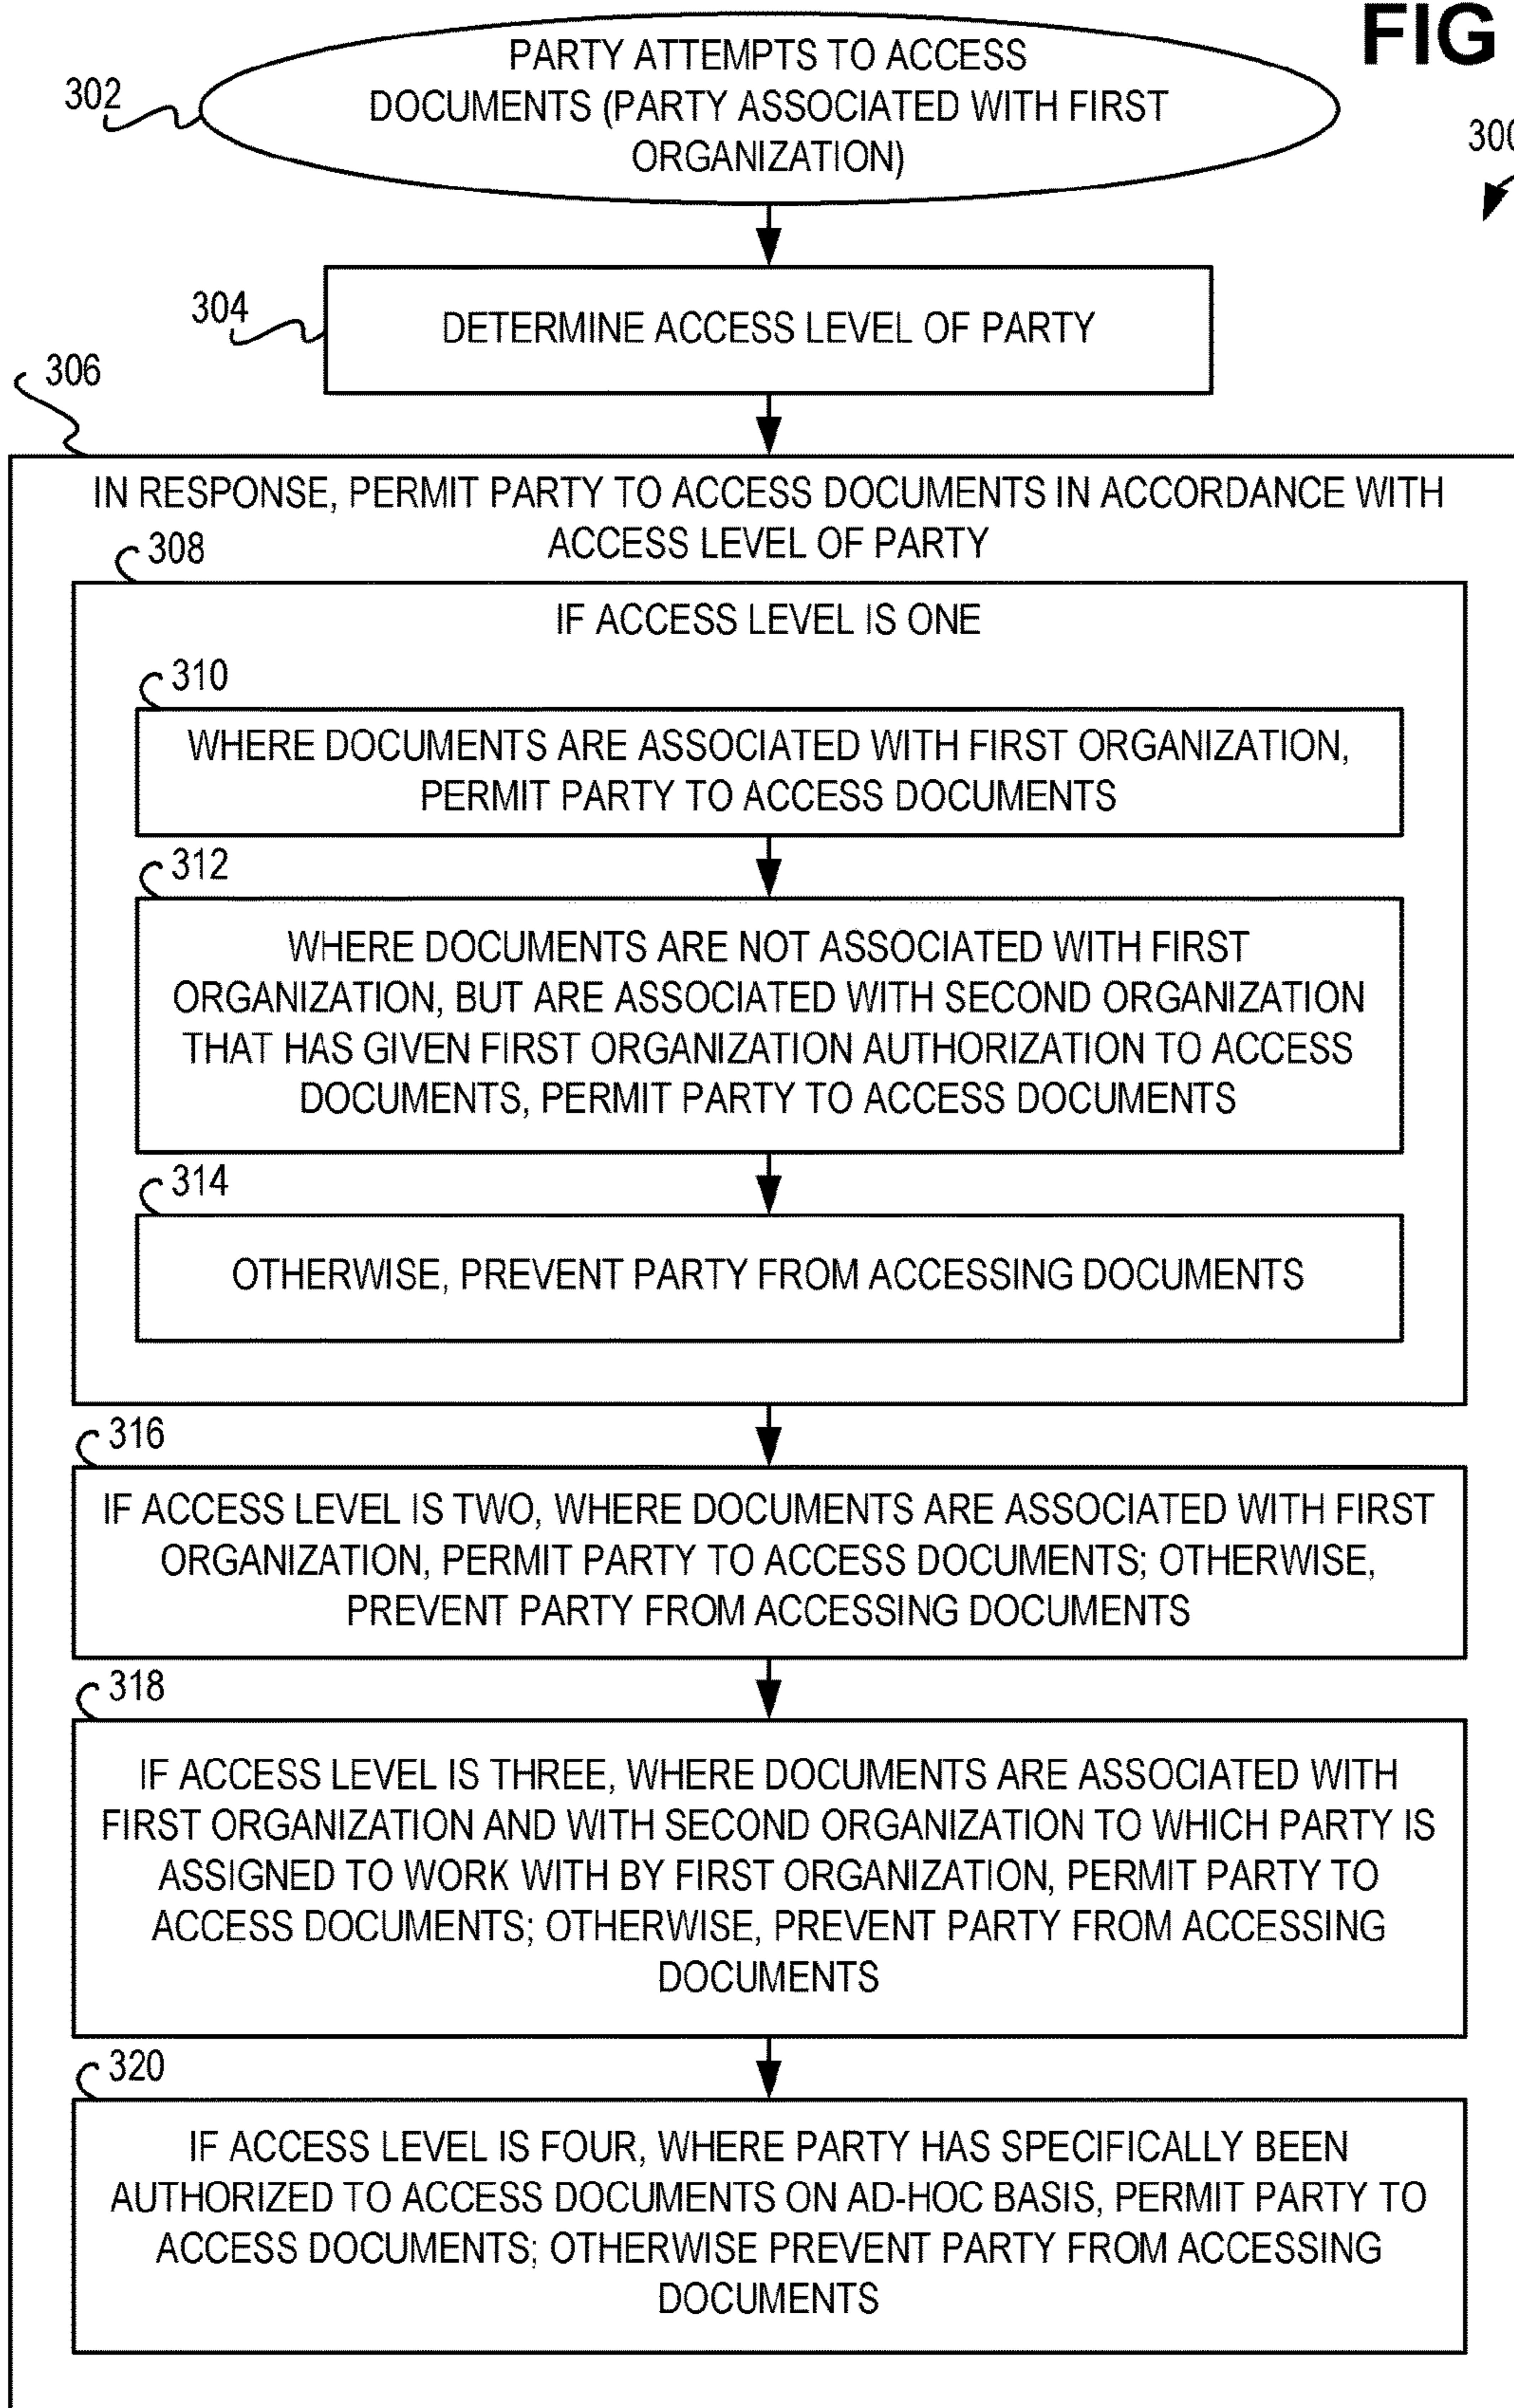 FIG
PARTY ATTEMPTS TO ACCESS
DOCUMENTS (PARTY ASSOCIATED WITH FIRST
ORGANIZATION)
302
300
DETERMINE ACCESS LEVEL OF PARTY
304
306
IN RESPONSE, PERMIT PARTY TO ACCESS DOCUMENTS IN ACCORDANCE WITH
ACCESS LEVEL OF PARTY
308
IF ACCESS LEVEL IS ONE
310
WHERE DOCUMENTS ARE ASSOCIATED WITH FIRST ORGANIZATION,
PERMIT PARTY TO ACCESS DOCUMENTS
312
WHERE DOCUMENTS ARE NOT ASSOCIATED WITH FIRST
ORGANIZATION, BUT ARE ASSOCIATED WITH SECOND ORGANIZATION
THAT HAS GIVEN FIRST ORGANIZATION AUTHORIZATION TO ACCESS
DOCUMENTS, PERMIT PARTY TO ACCESS DOCUMENTS
314
OTHERWISE, PREVENT PARTY FROM ACCESSING DOCUMENTS
316
IF ACCESS LEVEL IS TWO, WHERE DOCUMENTS ARE ASSOCIATED WITH FIRST
ORGANIZATION, PERMIT PARTY TO ACCESS DOCUMENTS; OTHERWISE,
PREVENT PARTY FROM ACCESSING DOCUMENTS
318
IF ACCESS LEVEL IS THREE, WHERE DOCUMENTS ARE ASSOCIATED WITH
FIRST ORGANIZATION AND WITH SECOND ORGANIZATION TO WHICH PARTY IS
ASSIGNED TO WORK WITH BY FIRST ORGANIZATION, PERMIT PARTY TO
ACCESS DOCUMENTS; OTHERWISE, PREVENT PARTY FROM ACCESSING
DOCUMENTS
320
IF ACCESS LEVEL IS FOUR, WHERE PARTY HAS SPECIFICALLY BEEN
AUTHORIZED TO ACCESS DOCUMENTS ON AD-HOC BASIS, PERMIT PARTY TO
ACCESS DOCUMENTS; OTHERWISE PREVENT PARTY FROM ACCESSING
DOCUMENTS